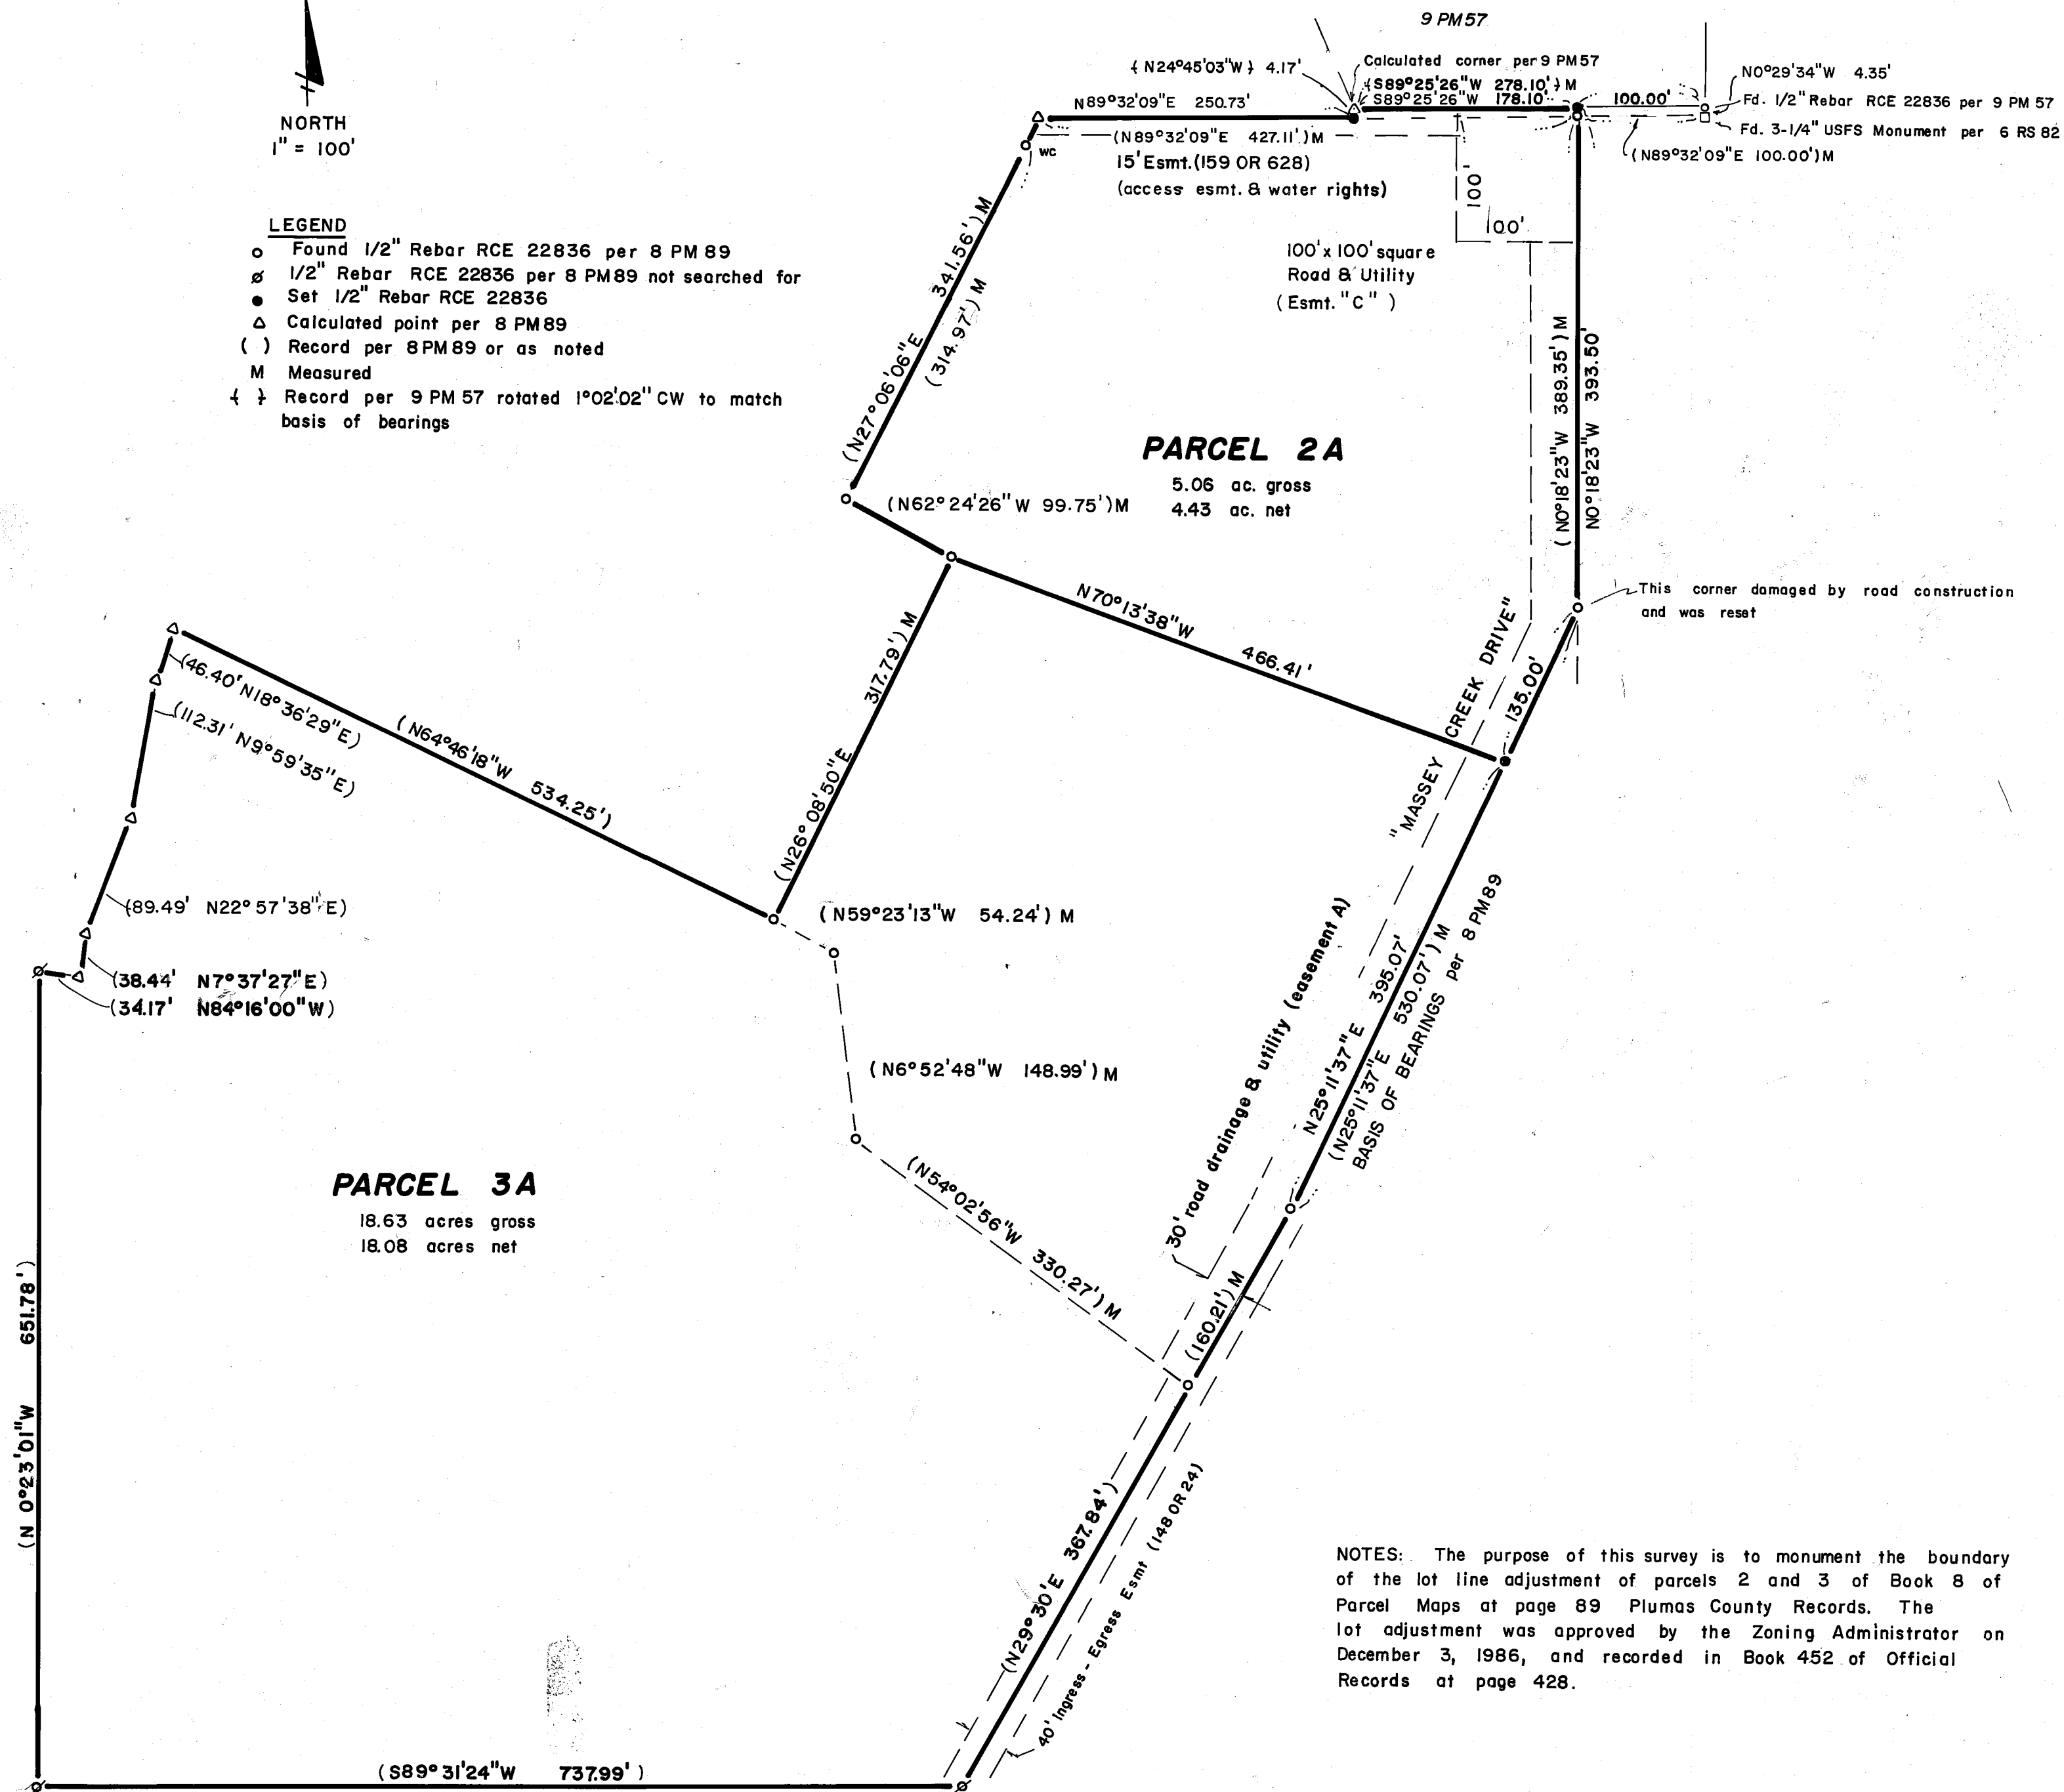 9 PM 57
NORTH
1" = 100'
LEGEND
Found 1/2" Rebar RCE 22836 per 8 PM 89
1/2" Rebar RCE 22836 per 8 PM 89 not searched for
Set 1/2" Rebar RCE 22836
Calculated point per 8 PM 89
( ) Record per 8 PM 89 or as noted
M Measured
{ } Record per 9 PM 57 rotated 1°02'02" CW to match
basis of bearings
{ N24°45'03"W } 4.17'
Calculated corner per 9 PM 57
{S89°25'26"W 278.10'} M
S89°25'26"W 178.10'
100.00'
N0°29'34"W 4.35'
Fd. 1/2" Rebar RCE 22836 per 9 PM 57
Fd. 3-1/4" USFS Monument per 6 RS 82
(N89°32'09"E 100.00')M
N89°32'09"E 250.73'
(N89°32'09"E 427.11')M
WC
15' Esmt.(159 OR 628)
(access esmt. & water rights)
100'
100'
100' x 100' square
Road & Utility
(Esmt. "C" )
341.56') M
(N27°06'06"E
(314.97') M
(N0°18'23"W 389.35') M
N0°18'23"W 393.50'
PARCEL 2A
5.06 ac. gross
4.43 ac. net
(N62°24'26"W 99.75')M
This corner damaged by road construction
and was reset
N70°13'38"W 466.41'
135.00'
"MASSEY CREEK DRIVE"
(46.40' N18°36'29"E)
(112.31' N9°59'35"E)
(N64°46'18"W 534.25')
(N26°08'50"E 317.79') M
(89.49' N22°57'38"E)
(N59°23'13"W 54.24') M
(38.44' N7°37'27"E)
(34.17' N84°16'00"W)
(N6°52'48"W 148.99') M
30' road drainage & utility (easement A)
N25°11'37"E 395.07'
(N25°11'37"E 530.07') M
BASIS OF BEARINGS per 8 PM 89
(N54°02'56"W 330.27') M
(160.21') M
PARCEL 3A
18.63 acres gross
18.08 acres net
(N 0°23'01"W 651.78')
(N29°30'E 367.84')
40' Ingress - Egress Esmt (148 OR 24)
(S89°31'24"W 737.99')
NOTES: The purpose of this survey is to monument the boundary
of the lot line adjustment of parcels 2 and 3 of Book 8 of
Parcel Maps at page 89 Plumas County Records. The
lot adjustment was approved by the Zoning Administrator on
December 3, 1986, and recorded in Book 452 of Official
Records at page 428.